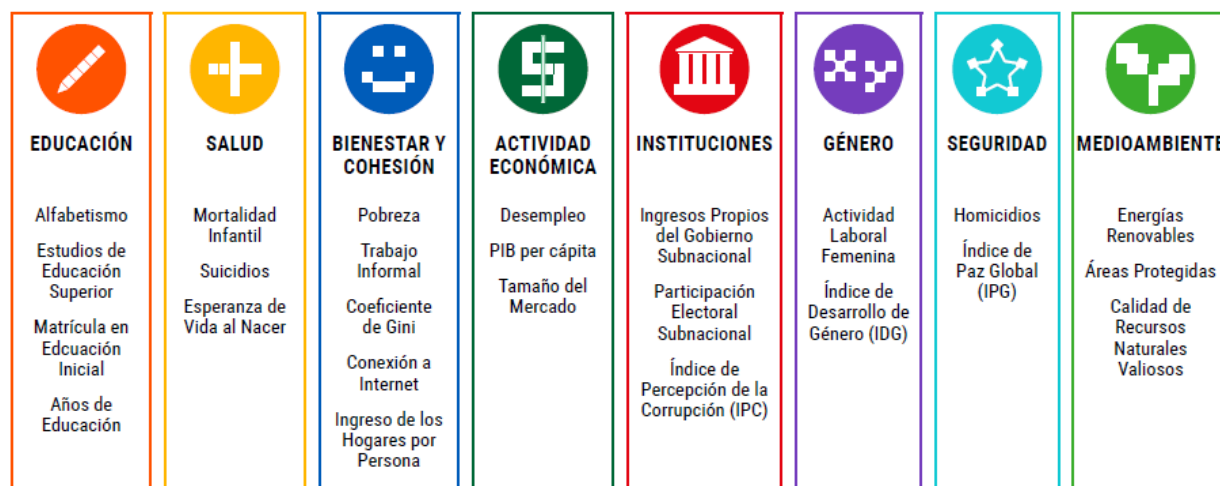 EDUCACIÓN
Alfabetismo
Estudios de
Educación
Superior
Matrícula en
Edcuación
Inicial
Años de
Educación
SALUD
Mortalidad
Infantil
Suicidios
Esperanza de
Vida al Nacer
BIENESTAR Y
COHESIÓN
Pobreza
Trabajo
Informal
Coeficiente
de Gini
Conexión a
Internet
Ingreso de los
Hogares por
Persona
ACTIVIDAD
ECONÓMICA
Desempleo
PIB per cápita
Tamaño del
Mercado
INSTITUCIONES
Ingresos Propios
del Gobierno
Subnacional
Participación
Electoral
Subnacional
Índice de
Percepción de la
Corrupción (IPC)
GÉNERO
Actividad
Laboral
Femenina
Índice de
Desarrollo de
Género (IDG)
SEGURIDAD
Homicidios
Índice de
Paz Global
(IPG)
MEDIOAMBIENTE
Energías
Renovables
Áreas Protegidas
Calidad de
Recursos
Naturales
Valiosos